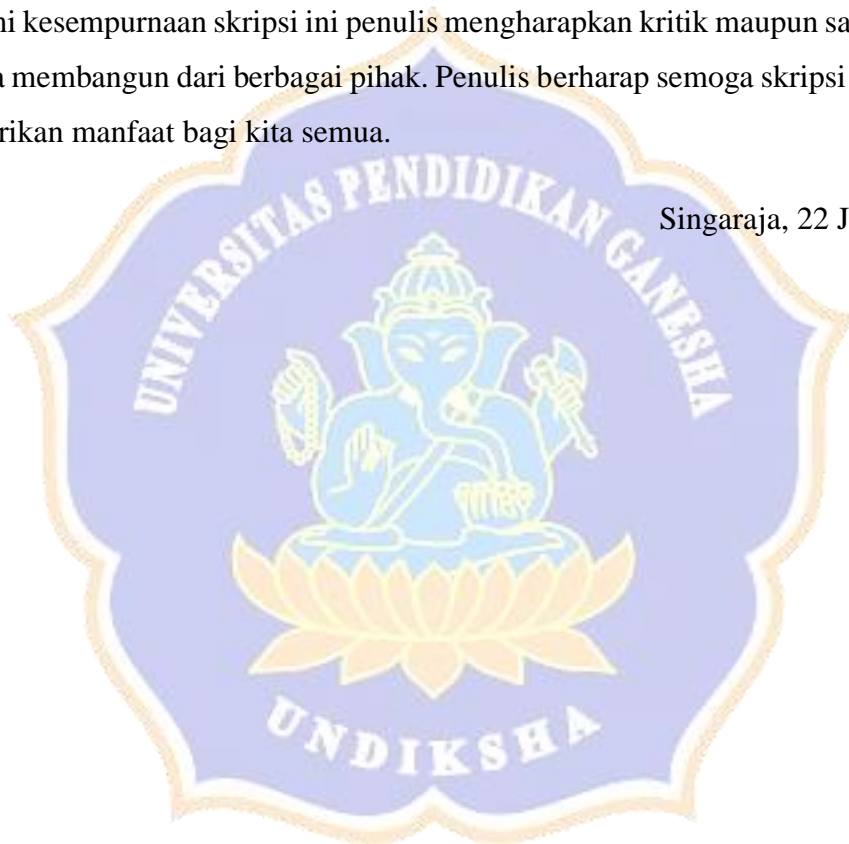 ni kesempurnaan skripsi ini penulis mengharapkan kritik maupun sa
a membangun dari berbagai pihak. Penulis berharap semoga skripsi
rikan manfaat bagi kita semua.
Singaraja, 22 J
UNIVERSITAS PENDIDIKAN GANESHA
UNDIKSHA